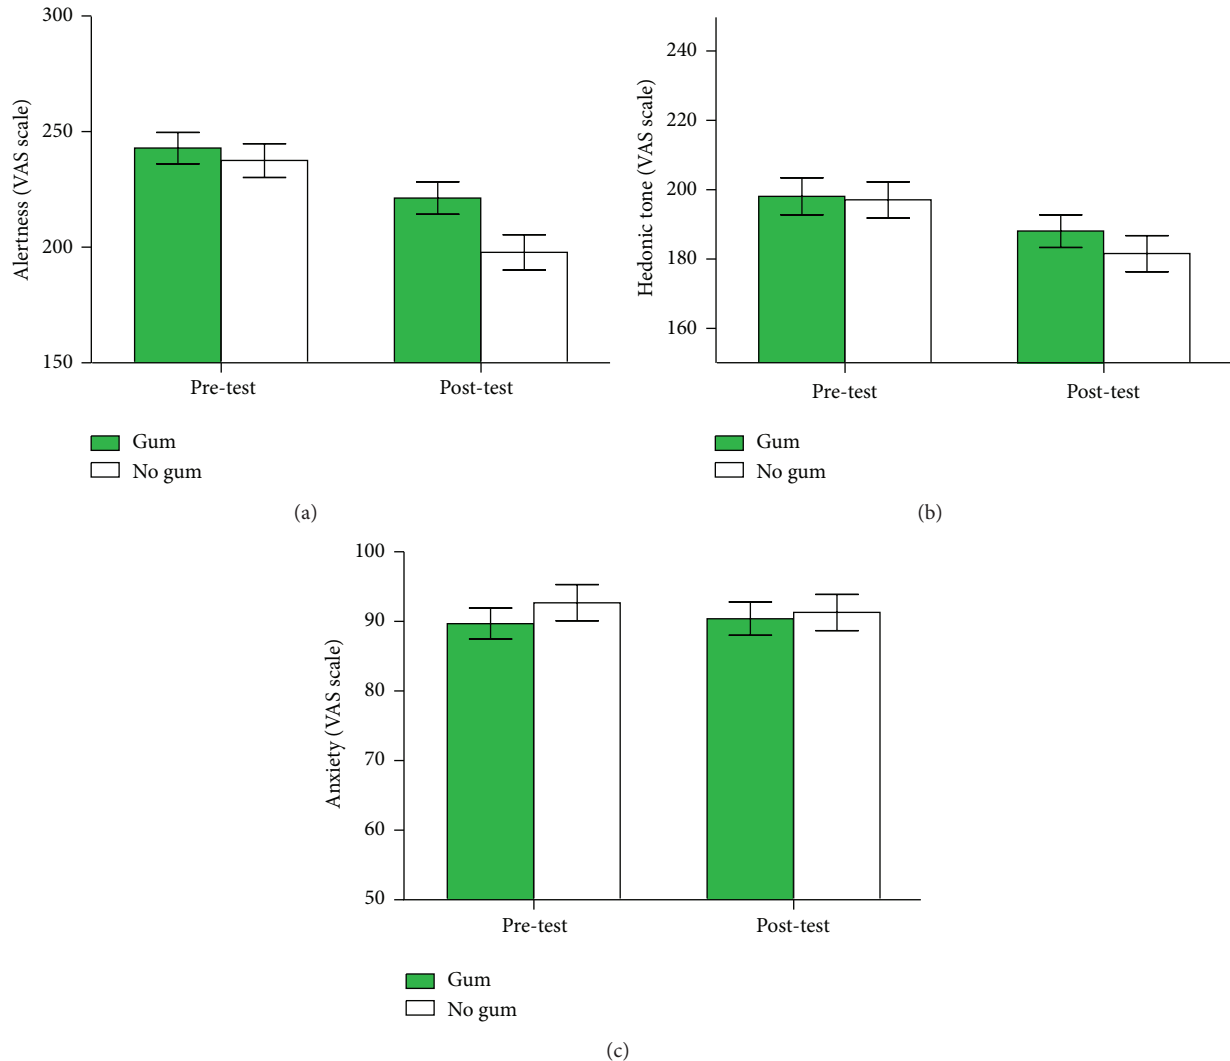 Alertness (VAS scale)
300
250
200
150
Pre-test
Post-test
Gum
No gum
(a)
Hedonic tone (VAS scale)
240
220
200
180
160
Pre-test
Post-test
Gum
No gum
(b)
Anxiety (VAS scale)
100
90
80
70
60
50
Pre-test
Post-test
Gum
No gum
(c)